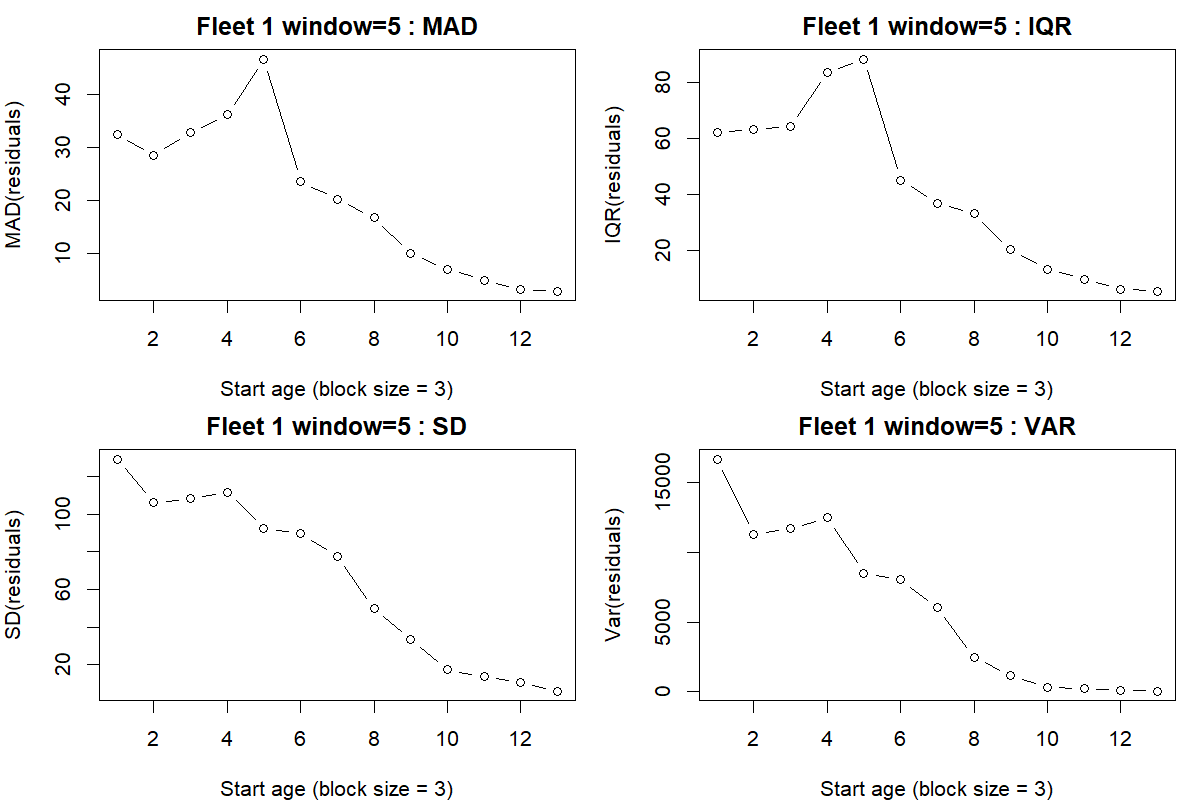 Fleet 1 window=5 : MAD
MAD(residuals)
10 20 30 40
2 4 6 8 10 12
Start age (block size = 3)
Fleet 1 window=5 : IQR
IQR(residuals)
20 40 60 80
2 4 6 8 10 12
Start age (block size = 3)
Fleet 1 window=5 : SD
SD(residuals)
20 60 100
2 4 6 8 10 12
Start age (block size = 3)
Fleet 1 window=5 : VAR
Var(residuals)
0 5000 15000
2 4 6 8 10 12
Start age (block size = 3)